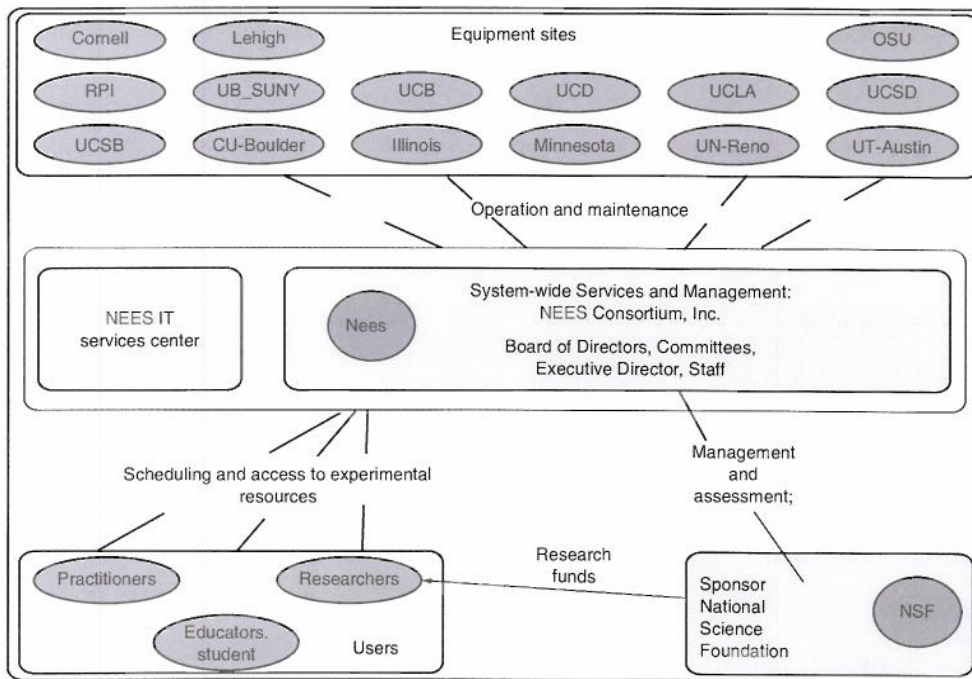 Cornell
Lehigh
Equipment sites
OSU
RPI
UB_SUNY
UCB
UCD
UCLA
UCSD
UCSB
CU-Boulder
Illinois
Minnesota
UN-Reno
UT-Austin
Operation and maintenance
NEES IT
services center
Nees
System-wide Services and Management:
NEES Consortium, Inc.
Board of Directors, Committees,
Executive Director, Staff
Scheduling and access to experimental
resources
Management
and
assessment;
Practitioners
Researchers
Educators.
student
Users
Research
funds
Sponsor
National
Science
Foundation
NSF